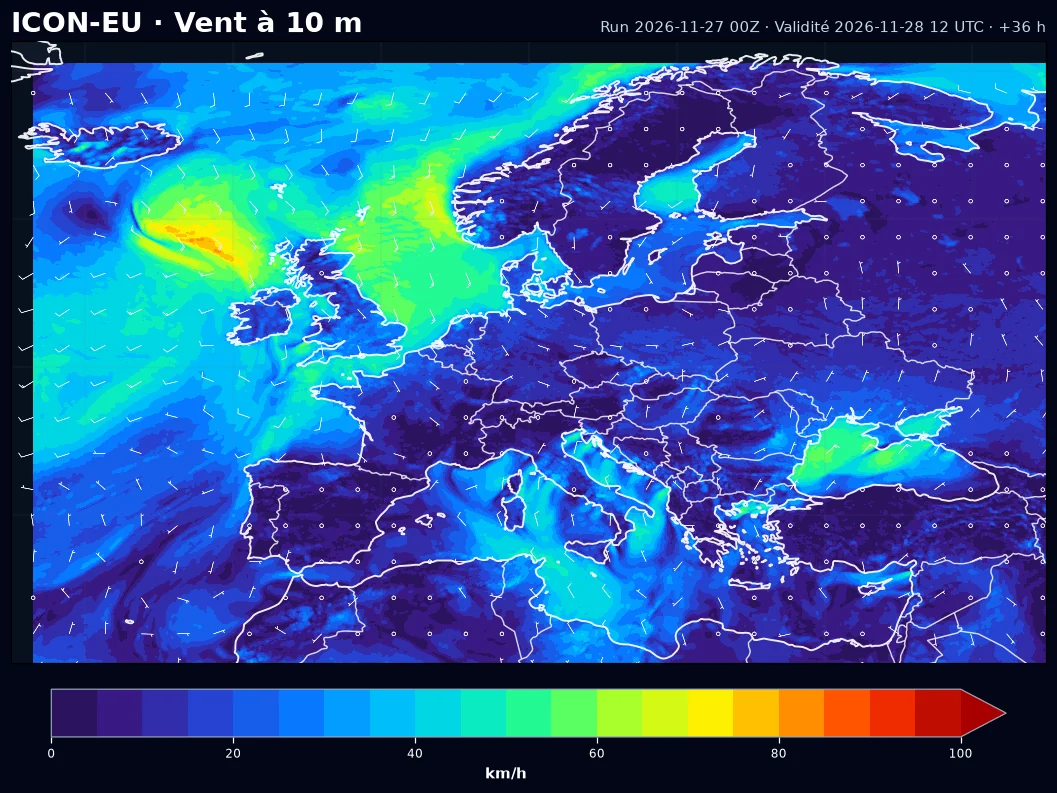 ICON-EU · Vent à 10 m
Run 2026-11-27 00Z · Validité 2026-11-28 12 UTC · +36 h
0 20 40 60 80 100
km/h